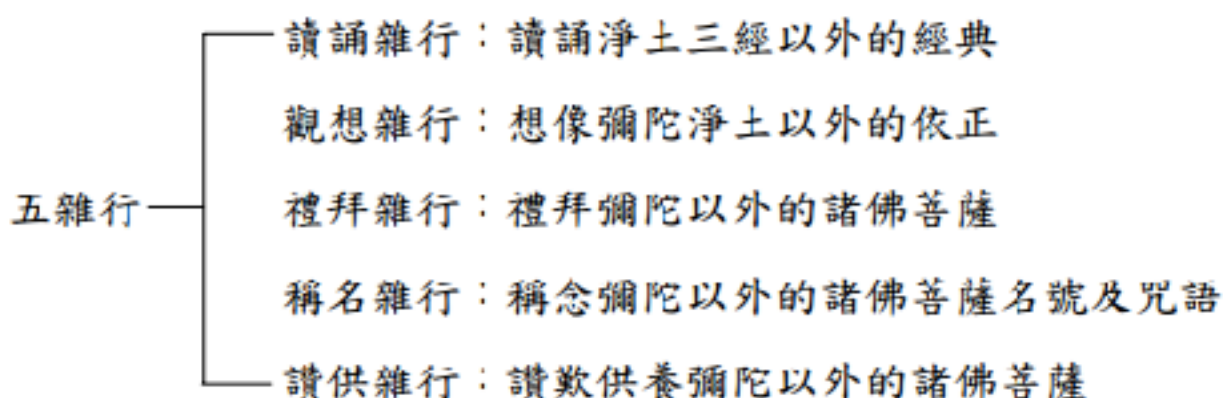 讀誦雜行：讀誦淨土三經以外的經典
觀想雜行：想像彌陀淨土以外的依正
五雜行
禮拜雜行：禮拜彌陀以外的諸佛菩薩
稱名雜行：稱念彌陀以外的諸佛菩薩名號及咒語
讚供雜行：讚歎供養彌陀以外的諸佛菩薩